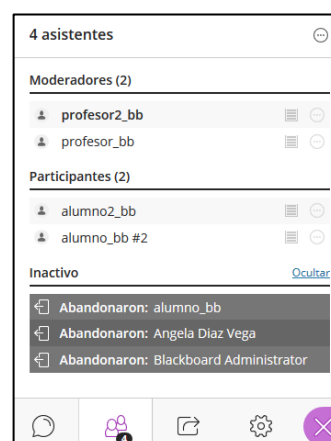 4 asistentes
Moderadores (2)
profesor2_bb
profesor_bb
Participantes (2)
alumno2_bb
alumno_bb #2
Inactivo Ocultar
Abandonaron: alumno_bb
Abandonaron: Angela Diaz Vega
Abandonaron: Blackboard Administrator
4